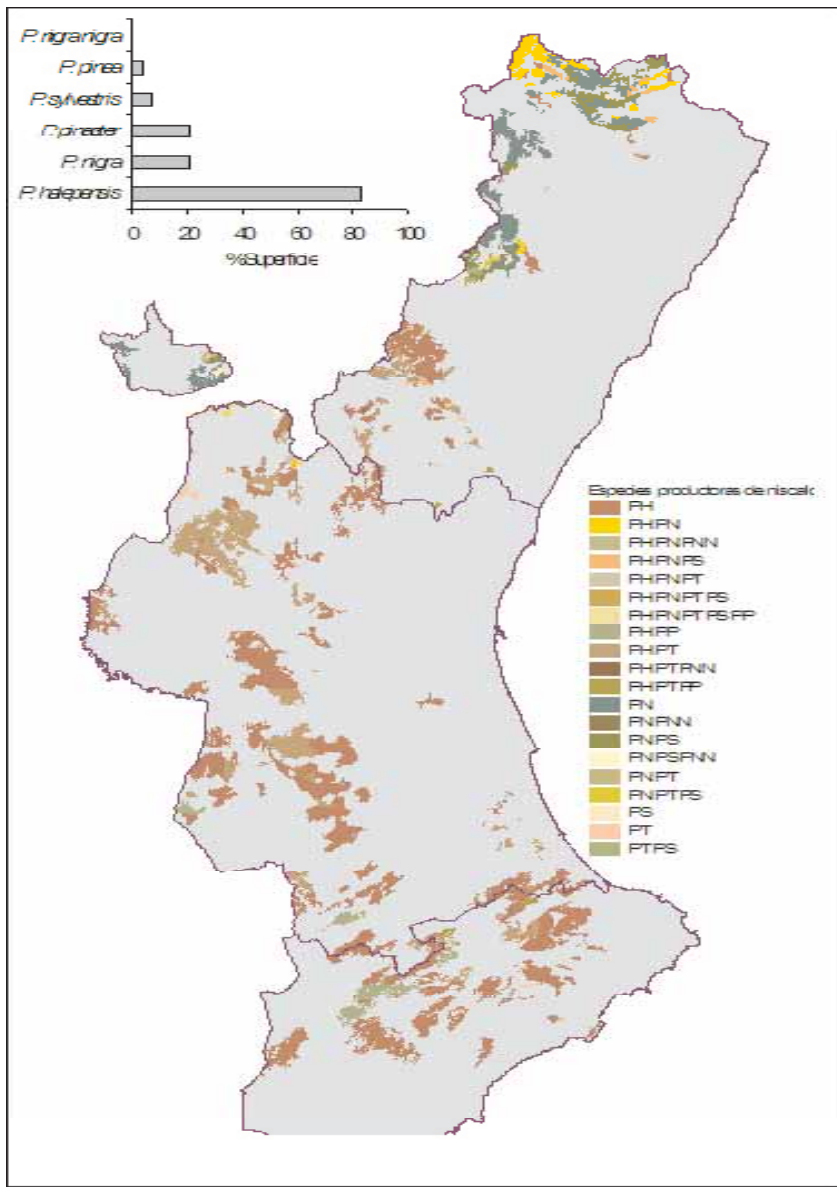 P. nigra nigra
P. pinea
P. sylvestris
P. pinaster
P. nigra
P. halepensis
0 20 40 60 80 100
% Superficie
Especies productoras de níscalo
PH
PHPN
PHPNPNN
PHPNPS
PHPNPT
PHPNPTPS
PHPNPTPSPP
PHPP
PHPT
PHPTPNN
PHPTPP
PN
PNPNN
PNPS
PNPSPNN
PNPT
PNPTPS
PS
PT
PTPS